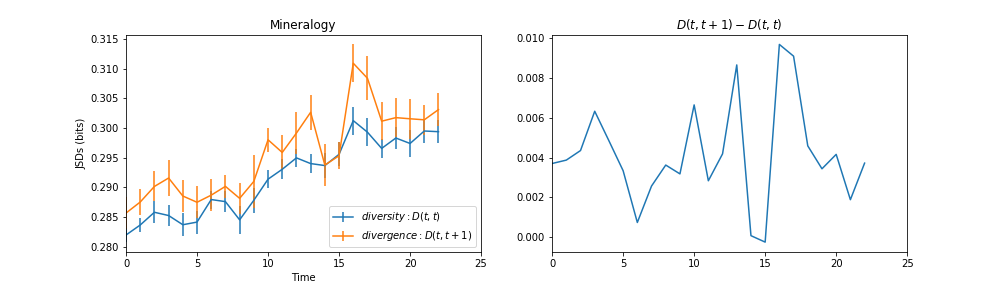 Mineralogy
0.315
0.310
0.305
0.300
0.295
0.290
0.285
0.280
JSDs (bits)
0 5 10 15 20 25
Time
diversity: D(t, t)
divergence: D(t, t + 1)
D(t, t + 1) − D(t, t)
0.010
0.008
0.006
0.004
0.002
0.000
0 5 10 15 20 25